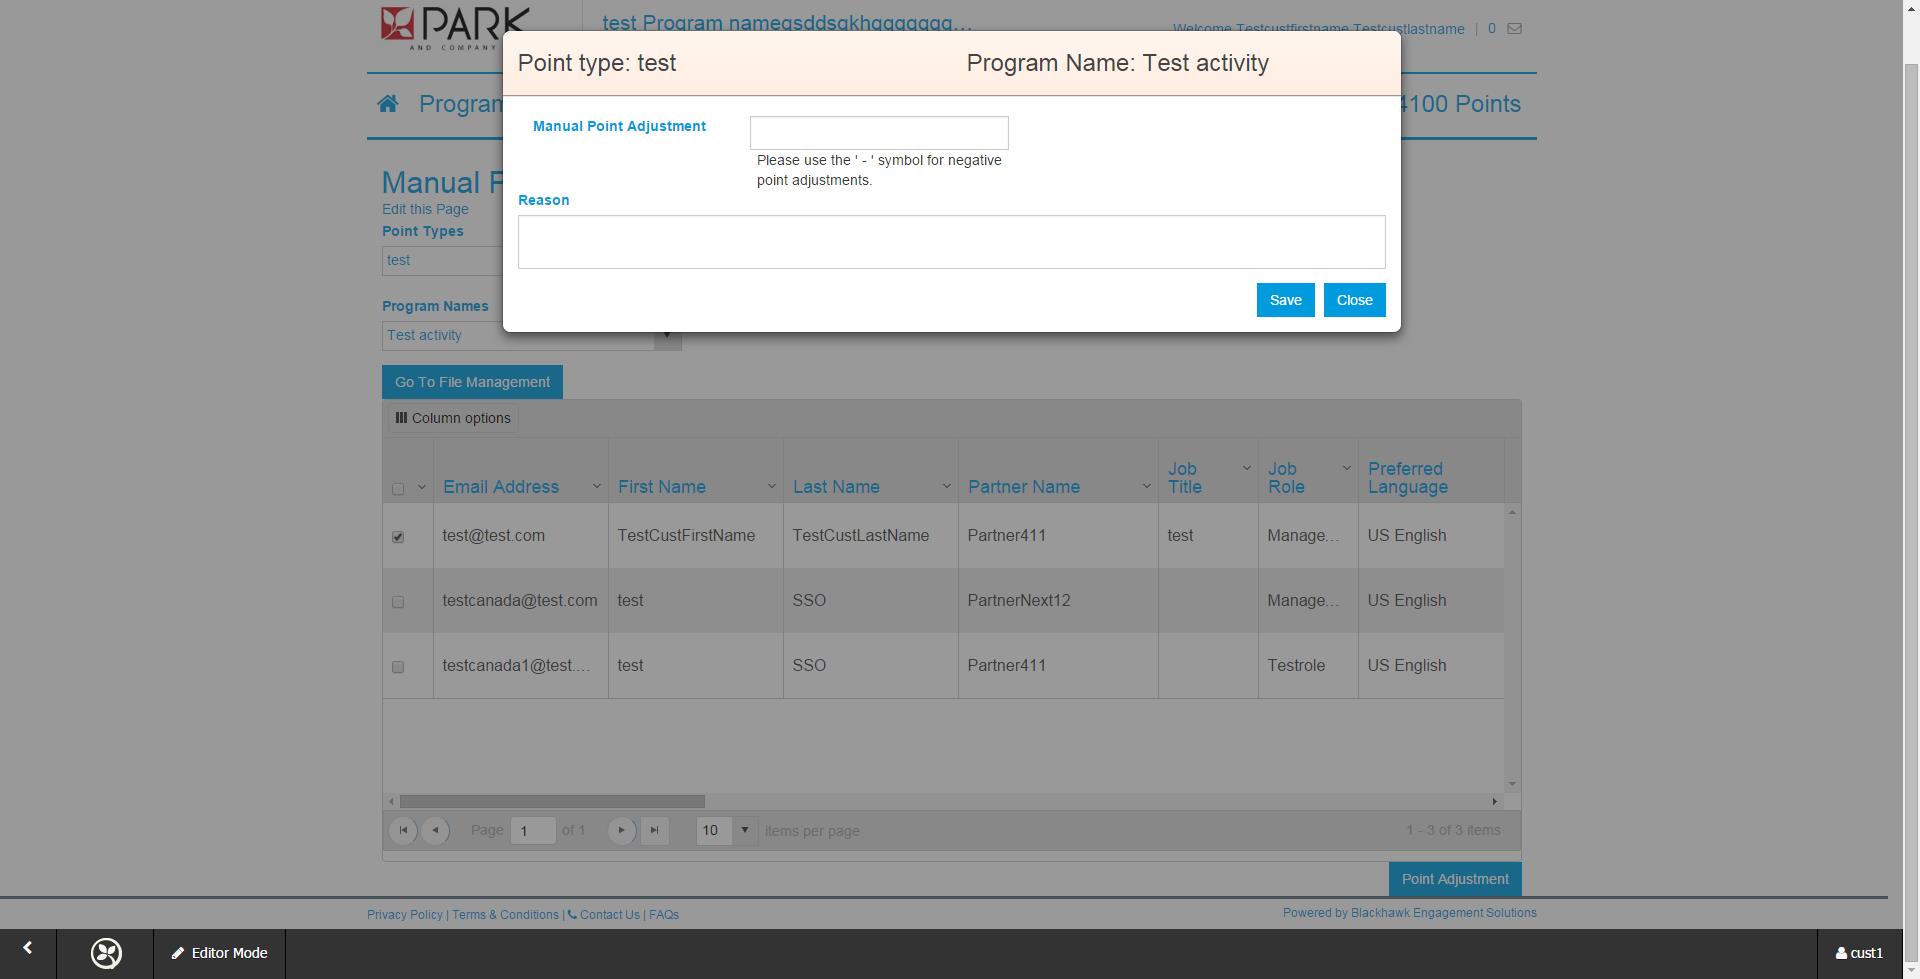 PARK
AND COMPANY
Welcome Testcustfirstname Testcustlastname | 0
4100 Points
Point type: test
Program Name: Test activity
Manual Point Adjustment
Please use the ' - ' symbol for negative
point adjustments.
Reason
Save
Close
Manual
Edit this Page
Point Types
test
Program Names
Test activity
Go To File Management
Column options
Email Address
First Name
Last Name
Partner Name
Job
Title
Job
Role
Preferred
Language
test@test.com
TestCustFirstName
TestCustLastName
Partner411
test
Manage...
US English
testcanada@test.com
test
SSO
PartnerNext12
Manage...
US English
testcanada1@test....
test
SSO
Partner411
Testrole
US English
Page 1 of 1
10 items per page
1 - 3 of 3 items
Point Adjustment
Privacy Policy | Terms & Conditions | Contact Us | FAQs
Powered by Blackhawk Engagement Solutions
Editor Mode
cust1